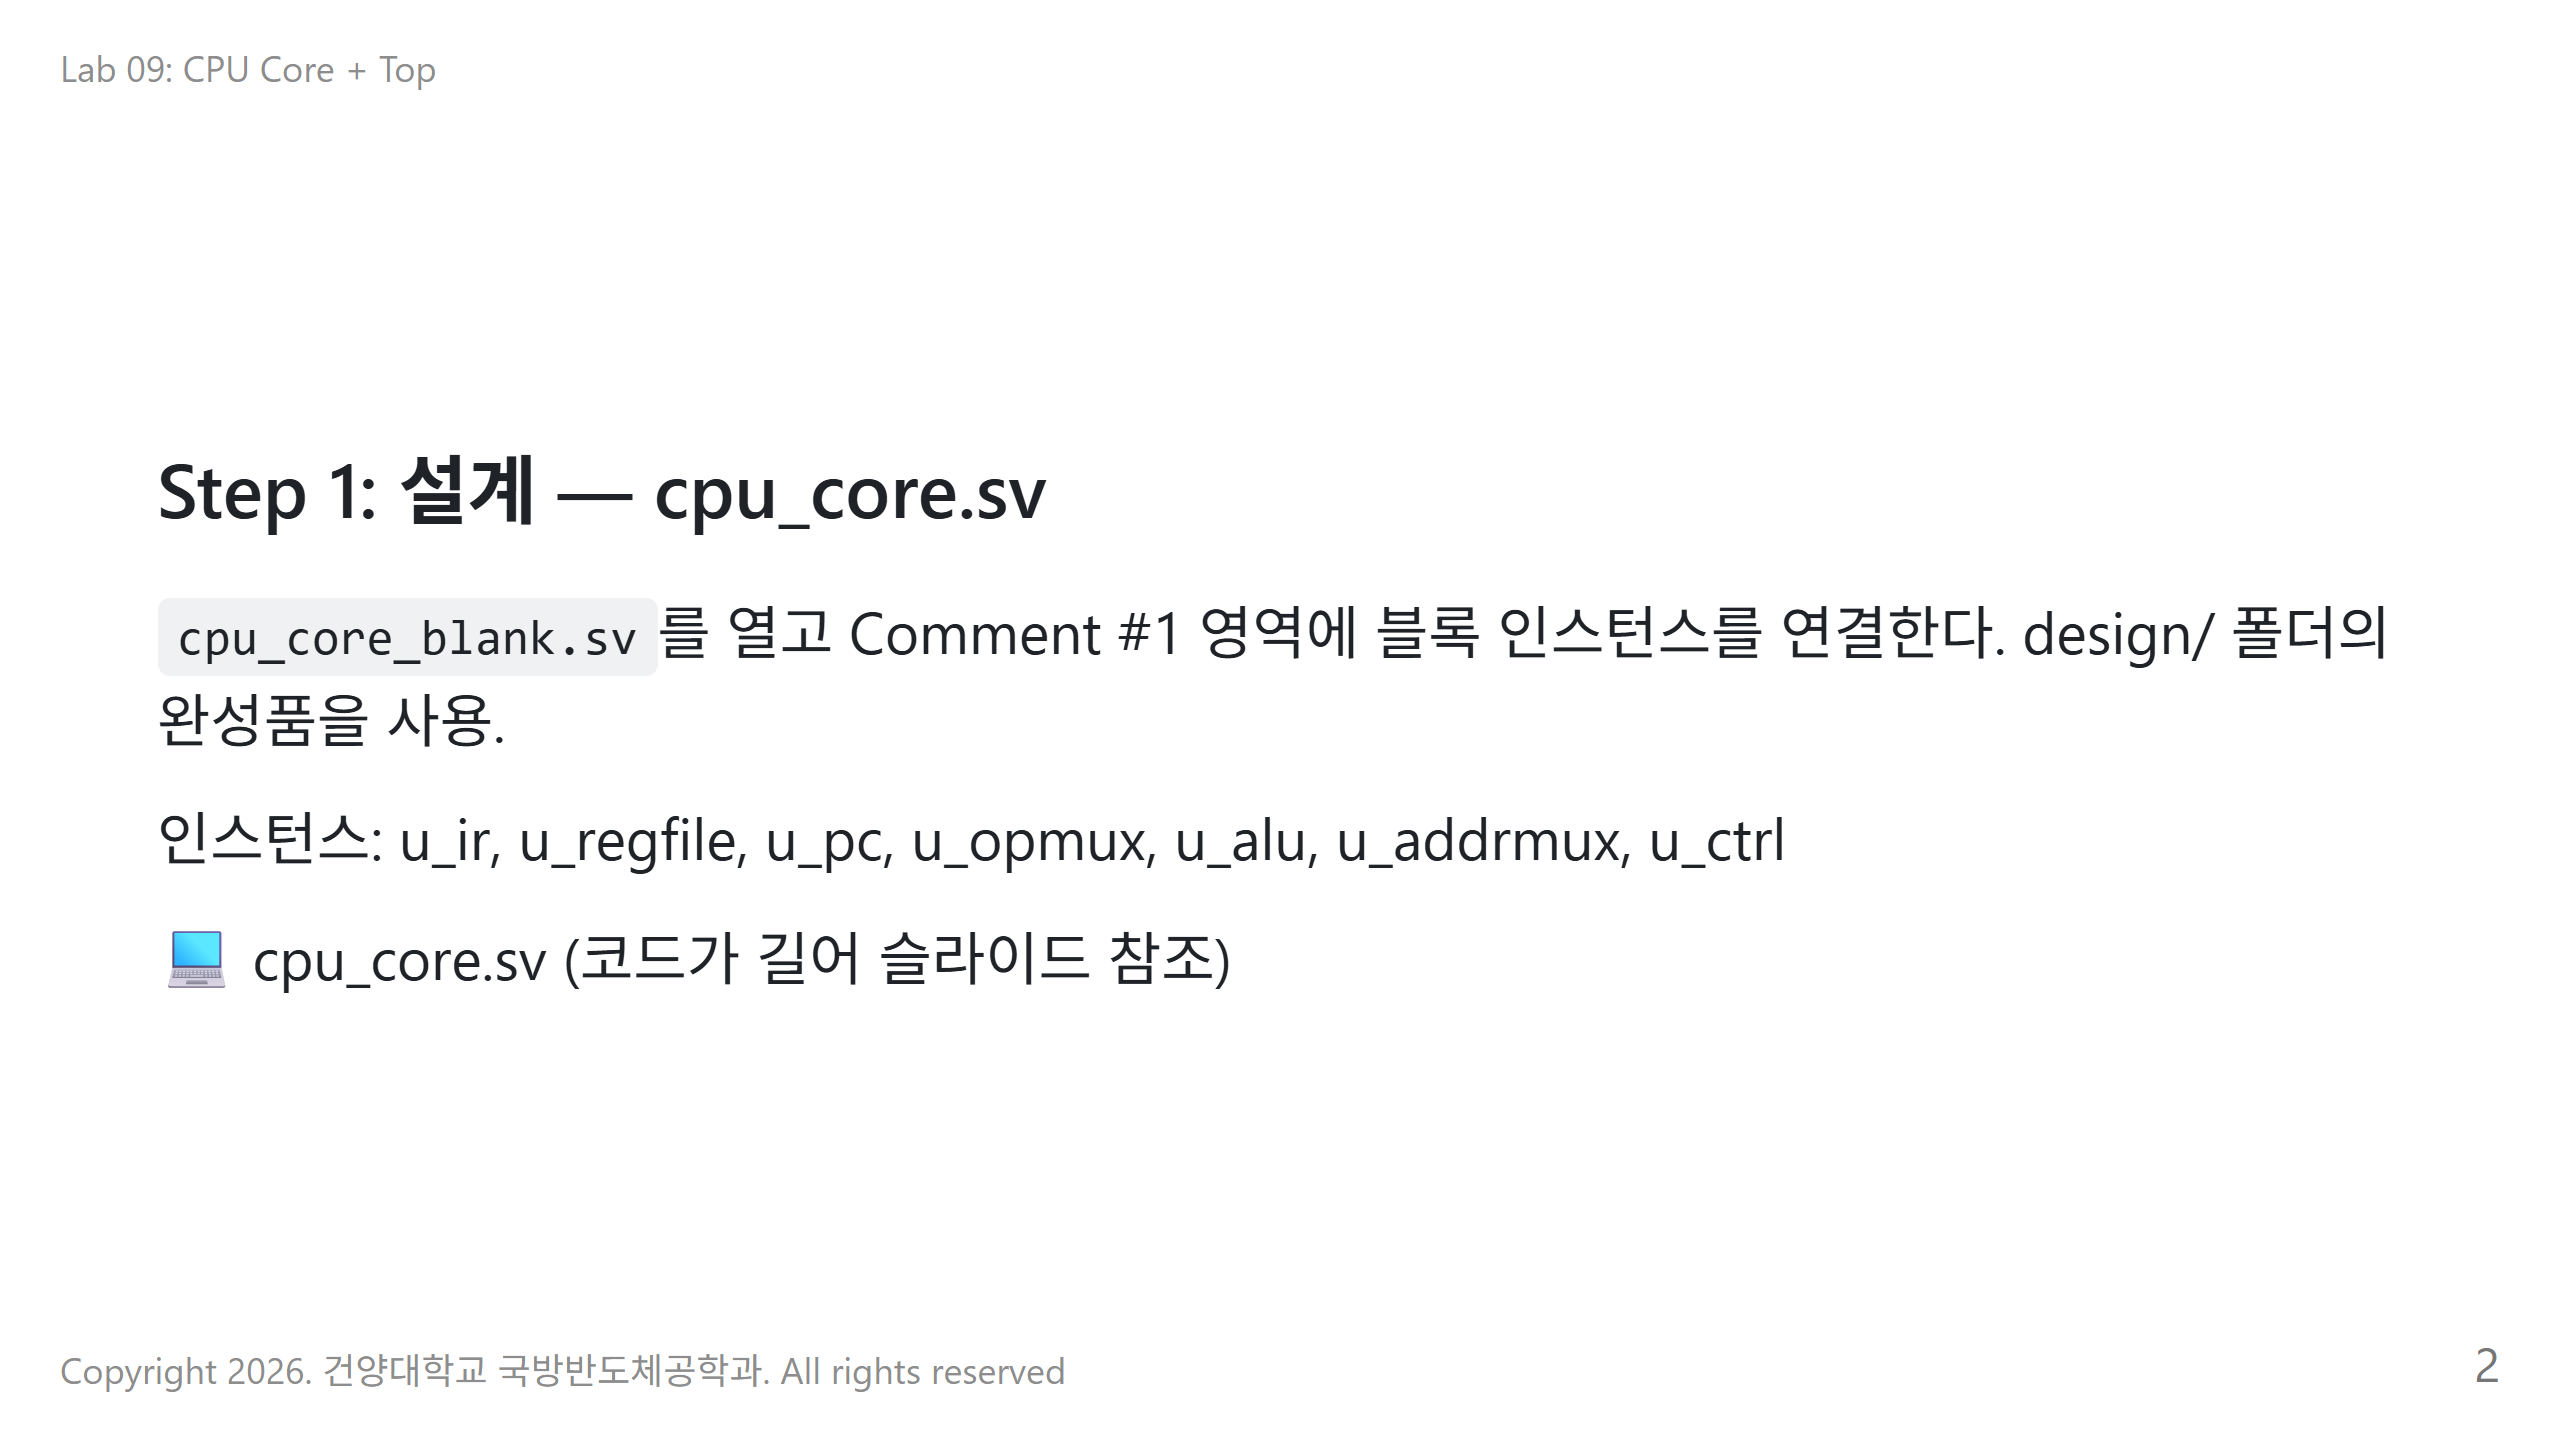 Lab 09: CPU Core + Top
Step 1: 설계 — cpu_core.sv
cpu_core_blank.sv 를 열고 Comment #1 영역에 블록 인스턴스를 연결한다. design/ 폴더의
완성품을 사용.
인스턴스: u_ir, u_regfile, u_pc, u_opmux, u_alu, u_addrmux, u_ctrl
💻 cpu_core.sv (코드가 길어 슬라이드 참조)
Copyright 2026. 건양대학교 국방반도체공학과. All rights reserved
2